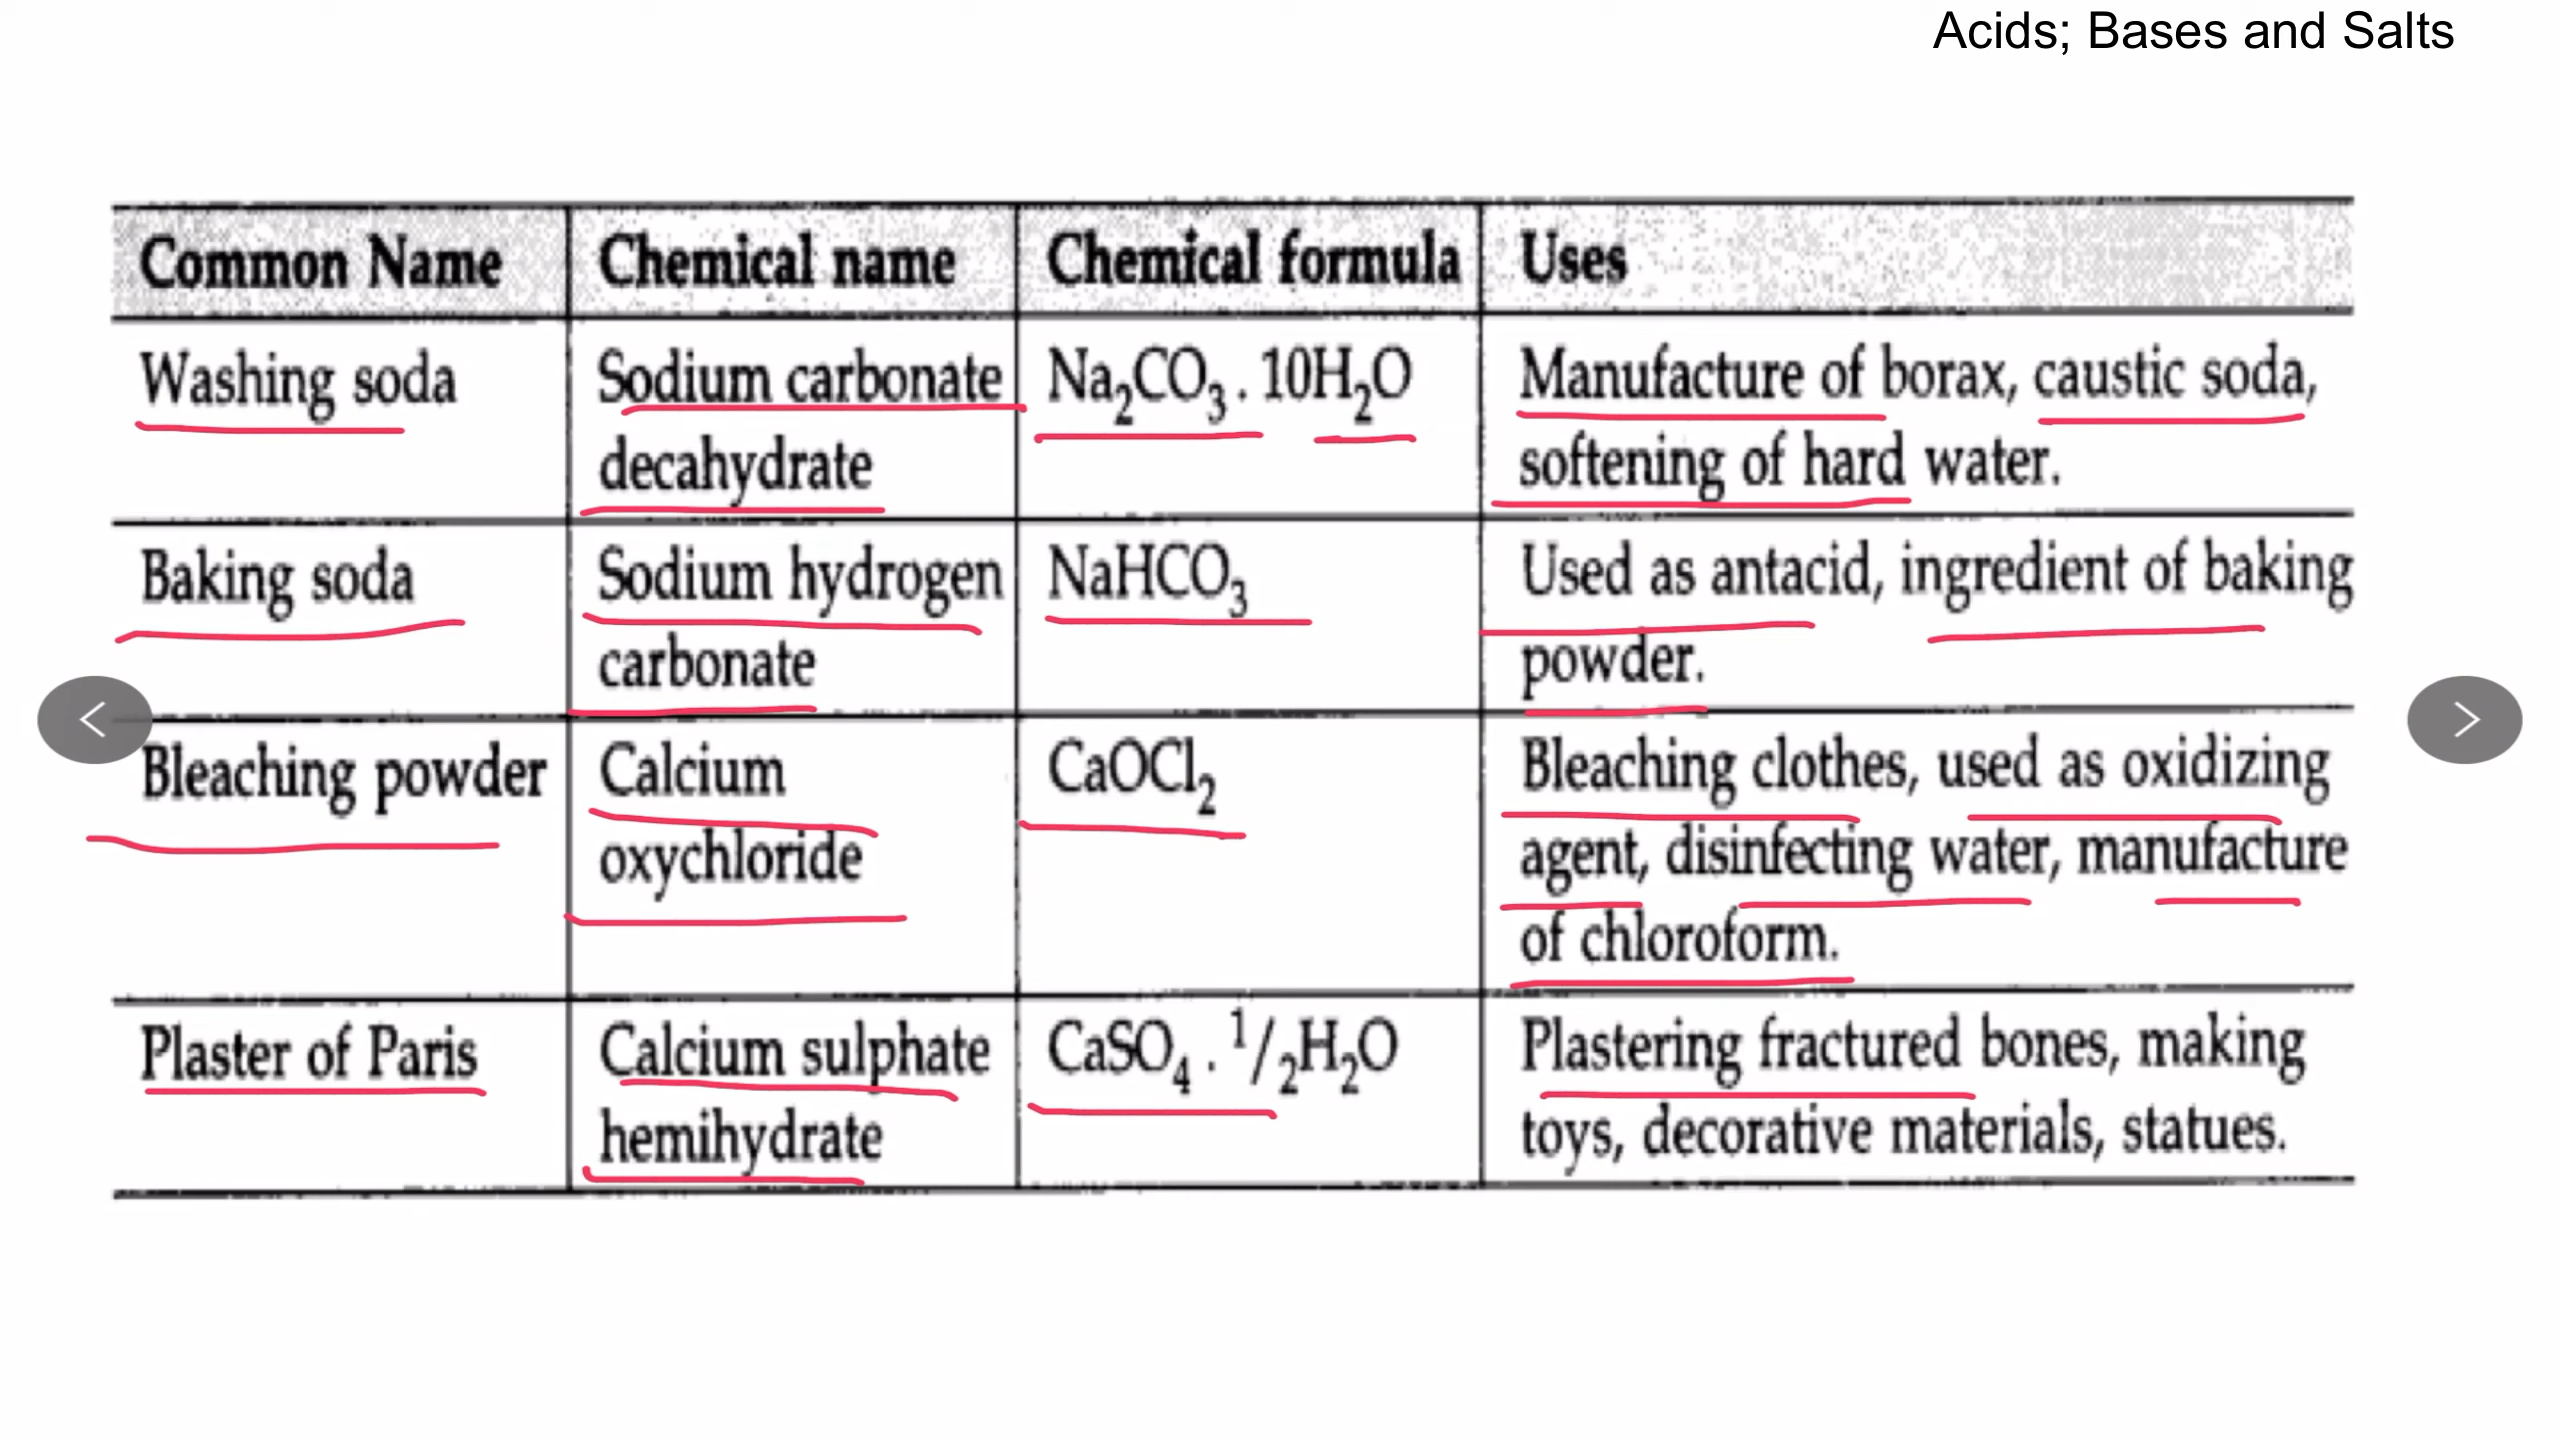 Acids; Bases and Salts
Common Name
Chemical name
Chemical formula
Uses
Washing soda
Sodium carbonate
decahydrate
Na₂CO₃ . 10H₂O
Manufacture of borax, caustic soda,
softening of hard water.
Baking soda
Sodium hydrogen
carbonate
NaHCO₃
Used as antacid, ingredient of baking
powder.
Bleaching powder
Calcium
oxychloride
CaOCl₂
Bleaching clothes, used as oxidizing
agent, disinfecting water, manufacture
of chloroform.
Plaster of Paris
Calcium sulphate
hemihydrate
CaSO₄ . ¹/₂H₂O
Plastering fractured bones, making
toys, decorative materials, statues.